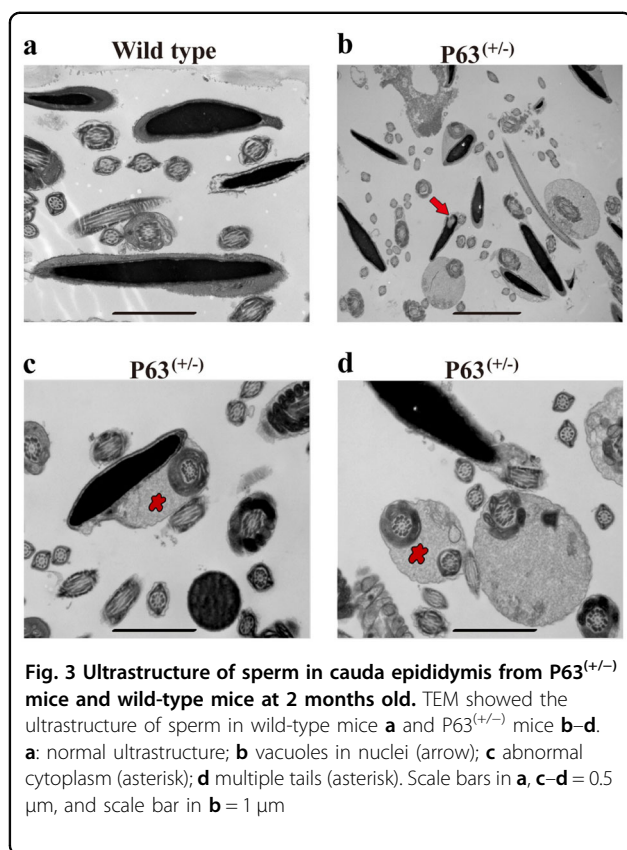 a
Wild type
b
P63(+/−)
c
P63(+/−)
d
P63(+/−)
Fig. 3 Ultrastructure of sperm in cauda epididymis from P63(+/−)
mice and wild-type mice at 2 months old. TEM showed the
ultrastructure of sperm in wild-type mice a and P63(+/−) mice b–d.
a: normal ultrastructure; b vacuoles in nuclei (arrow); c abnormal
cytoplasm (asterisk); d multiple tails (asterisk). Scale bars in a, c–d = 0.5
μm, and scale bar in b = 1 μm